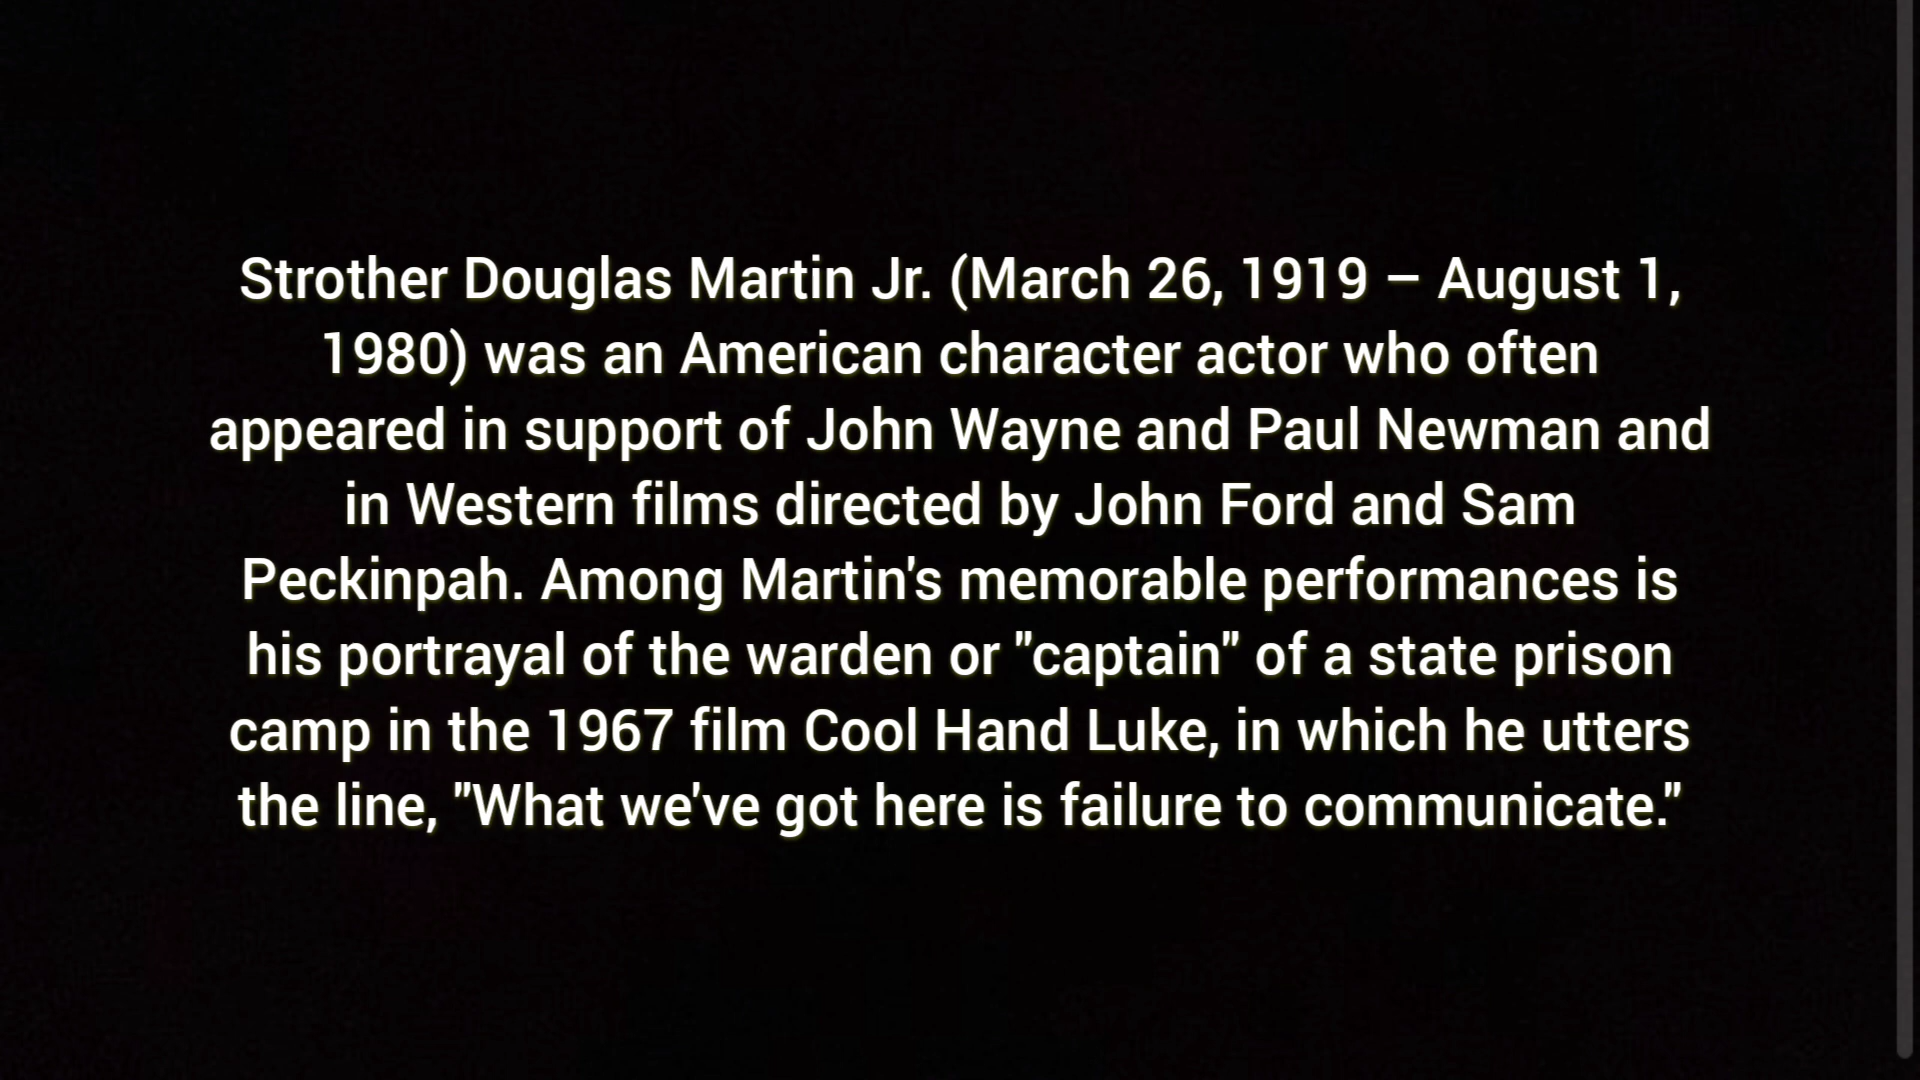 Strother Douglas Martin Jr. (March 26, 1919 – August 1,
1980) was an American character actor who often
appeared in support of John Wayne and Paul Newman and
in Western films directed by John Ford and Sam
Peckinpah. Among Martin's memorable performances is
his portrayal of the warden or "captain" of a state prison
camp in the 1967 film Cool Hand Luke, in which he utters
the line, "What we've got here is failure to communicate."